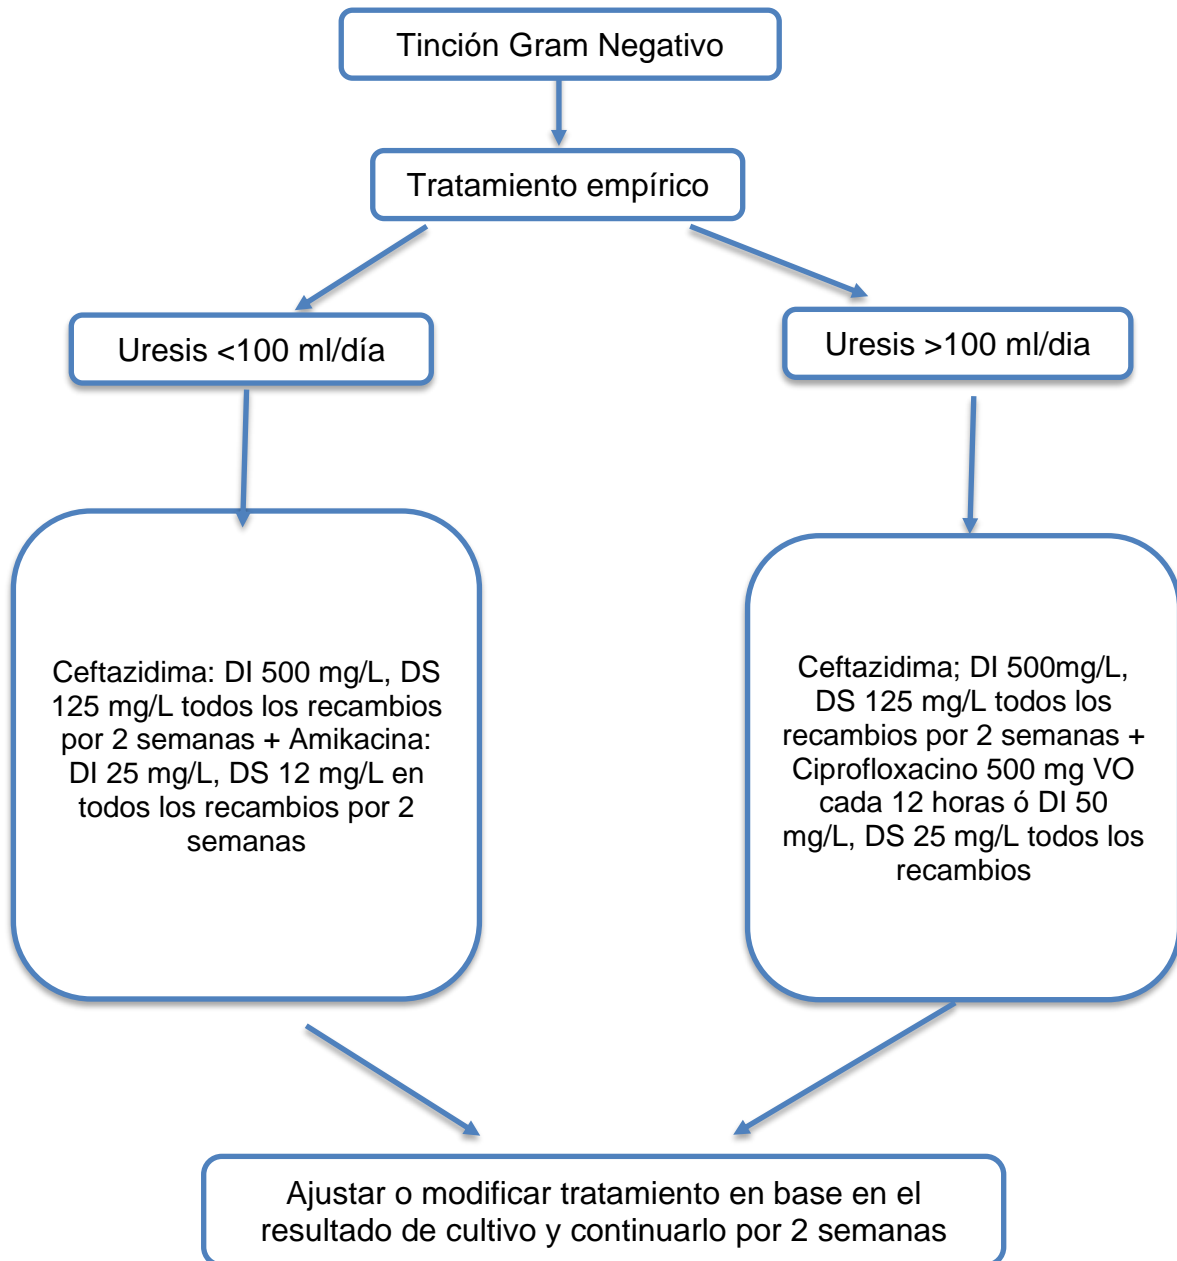 Tinción Gram Negativo
Tratamiento empírico
Uresis <100 ml/día
Uresis >100 ml/dia
Ceftazidima: DI 500 mg/L, DS
125 mg/L todos los recambios
por 2 semanas + Amikacina:
DI 25 mg/L, DS 12 mg/L en
todos los recambios por 2
semanas
Ceftazidima; DI 500mg/L,
DS 125 mg/L todos los
recambios por 2 semanas +
Ciprofloxacino 500 mg VO
cada 12 horas ó DI 50
mg/L, DS 25 mg/L todos los
recambios
Ajustar o modificar tratamiento en base en el
resultado de cultivo y continuarlo por 2 semanas